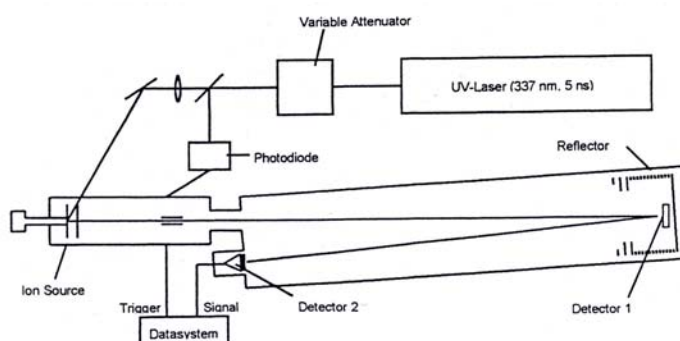 Variable Attenuator
UV-Laser (337 nm, 5 ns)
Photodiode
Reflector
Ion Source
Trigger
Signal
Detector 2
Detector 1
Datasystem